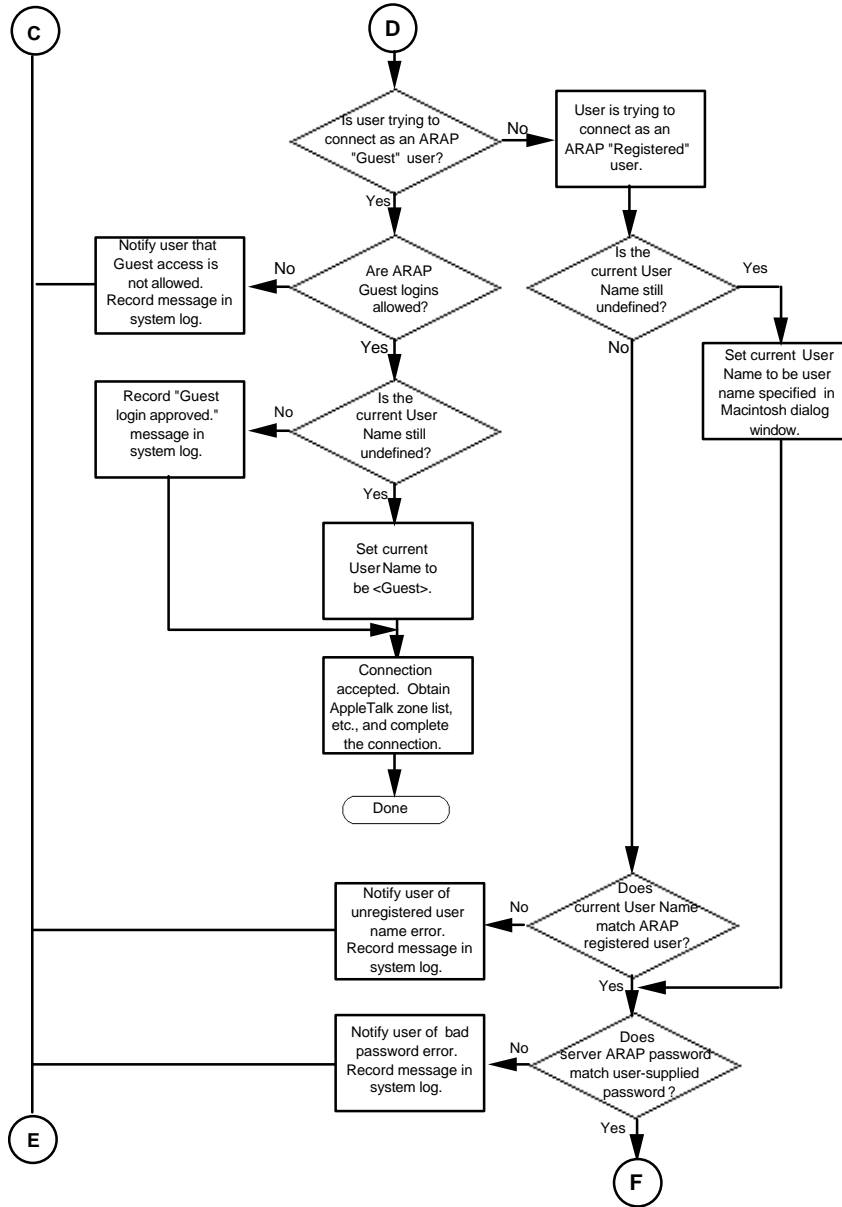 C
D
Is user trying to
connect as an ARAP
"Guest" user?
No
User is trying to
connect as an
ARAP "Registered"
user.
Yes
Notify user that
Guest access is
not allowed.
Record message in
system log.
No
Are ARAP
Guest logins
allowed?
Is the
current User
Name still
undefined?
Yes
Yes
No
Set current User
Name to be user
name specified in
Macintosh dialog
window.
Record "Guest
login approved."
message in
system log.
No
Is the
current User
Name still
undefined?
Yes
Set current
User Name to
be <Guest>.
Connection
accepted. Obtain
AppleTalk zone list,
etc., and complete
the connection.
Done
Notify user of
unregistered user
name error.
Record message in
system log.
No
Does
current User Name
match ARAP
registered user?
Yes
Notify user of bad
password error.
Record message in
system log.
No
Does
server ARAP password
match user-supplied
password?
Yes
E
F